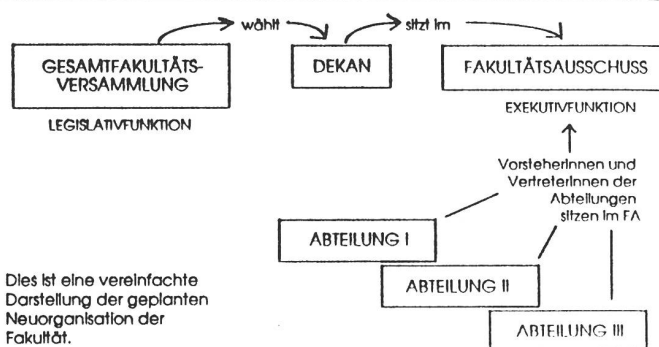 wählt
sitzt im
GESAMTFAKULTÄTS-
VERSAMMLUNG
DEKAN
FAKULTÄTSAUSSCHUSS
LEGISLATIVFUNKTION
EXEKUTIVFUNKTION
VorsteherInnen und
VertreterInnen der
Abteilungen
sitzen im FA
ABTEILUNG I
ABTEILUNG II
ABTEILUNG III
Dies ist eine vereinfachte
Darstellung der geplanten
Neuorganisation der
Fakultät.